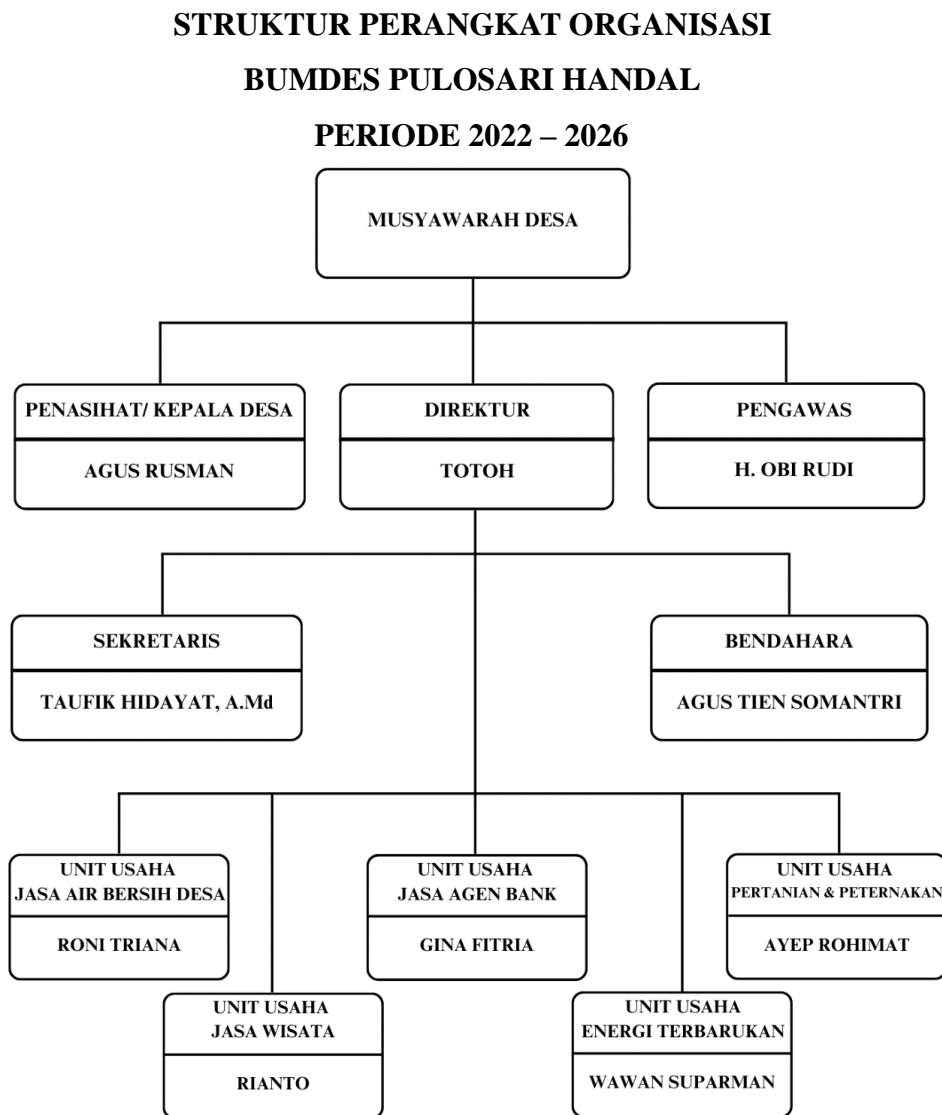 STRUKTUR PERANGKAT ORGANISASI
BUMDES PULOSARI HANDAL
PERIODE 2022 – 2026
MUSYAWARAH DESA
PENASIHAT/ KEPALA DESA
AGUS RUSMAN
DIREKTUR
TOTOH
PENGAWAS
H. OBI RUDI
SEKRETARIS
TAUFIK HIDAYAT, A.Md
BENDAHARA
AGUS TIEN SOMANTRI
UNIT USAHA
JASA AIR BERSIH DESA
RONI TRIANA
UNIT USAHA
JASA AGEN BANK
GINA FITRIA
UNIT USAHA
PERTANIAN & PETERNAKAN
AYEP ROHIMAT
UNIT USAHA
JASA WISATA
RIANTO
UNIT USAHA
ENERGI TERBARUKAN
WAWAN SUPARMAN